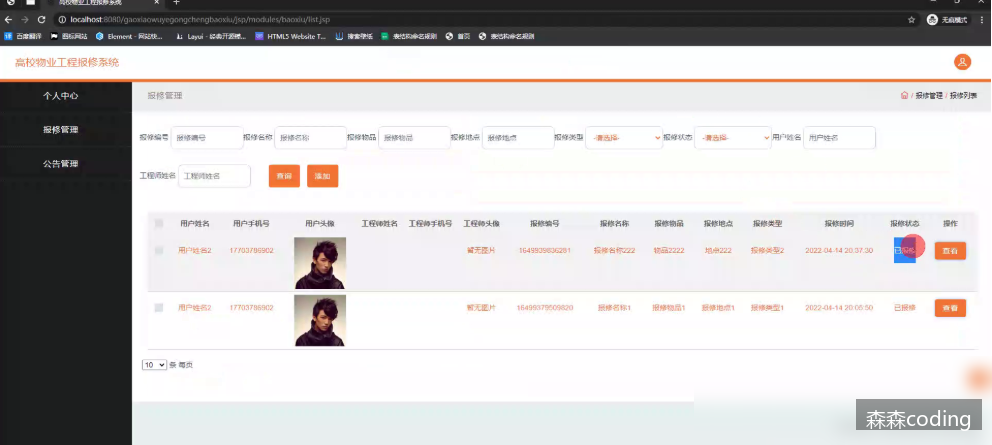 高校物业工程报修系统
localhost:8080/gaoxiaowuyegongchengbaoxiu/jsp/modules/baoxiu/list.jsp
无痕模式
百度翻译 图标网站 Element - 网站快... Layui - 经典开源模... HTML5 Website T... 搜索壁纸 表结构命名规则 首页 表结构命名规则
高校物业工程报修系统
个人中心
报修管理
公告管理
报修管理
/ 报修管理 / 报修列表
报修编号 报修编号 报修名称 报修名称 报修物品 报修物品 报修地点 报修地点 报修类型 -请选择- 报修状态 -请选择- 用户姓名 用户姓名
工程师姓名 工程师姓名 查询 添加
用户姓名 用户手机号 用户头像 工程师姓名 工程师手机号 工程师头像 报修编号 报修名称 报修物品 报修地点 报修类型 报修时间 报修状态 操作
用户姓名2 17703786902 暂无图片 报修名称222 物品2222 地点222 报修类型2 2022-04-14 20:37:30 查看
用户姓名2 17703786902 暂无图片 报修名称1 报修物品1 报修地点1 报修类型1 已报修 查看
10 条 每页
森森coding